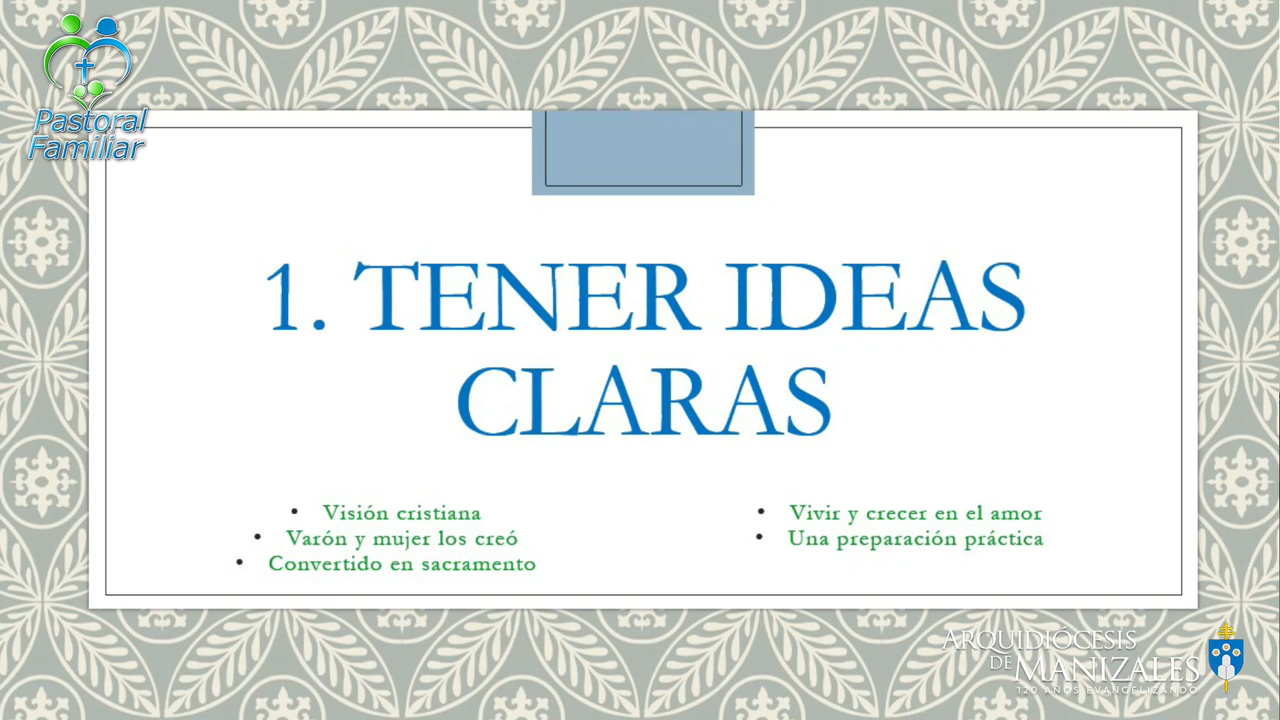 Pastoral
Familiar
1. TENER IDEAS
CLARAS
• Visión cristiana
• Varón y mujer los creó
• Convertido en sacramento
• Vivir y crecer en el amor
• Una preparación práctica
ARQUIDIÓCESIS
DE MANIZALES
120 AÑOS EVANGELIZANDO